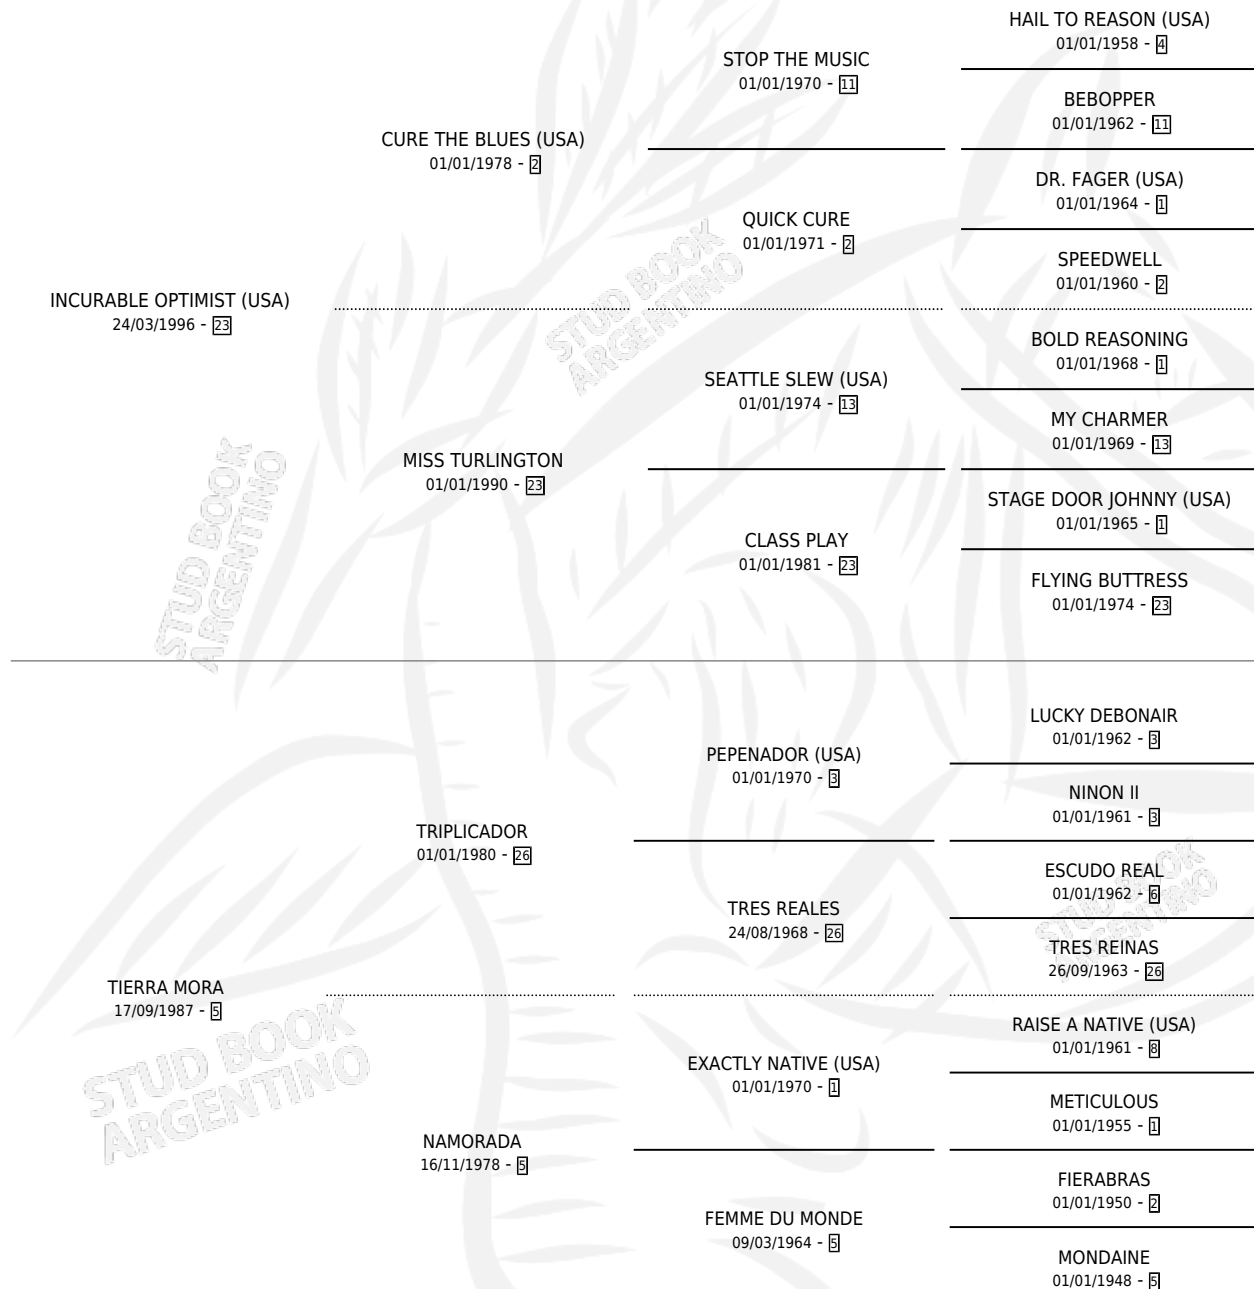 HAIL TO REASON (USA)
01/01/1958 - 4
STOP THE MUSIC
01/01/1970 - 11
BEBOPPER
01/01/1962 - 11
CURE THE BLUES (USA)
01/01/1978 - 2
DR. FAGER (USA)
01/01/1964 - 1
QUICK CURE
01/01/1971 - 2
SPEEDWELL
01/01/1960 - 2
INCURABLE OPTIMIST (USA)
24/03/1996 - 23
BOLD REASONING
01/01/1968 - 1
SEATTLE SLEW (USA)
01/01/1974 - 13
MY CHARMER
01/01/1969 - 13
MISS TURLINGTON
01/01/1990 - 23
STAGE DOOR JOHNNY (USA)
01/01/1965 - 1
CLASS PLAY
01/01/1981 - 23
FLYING BUTTRESS
01/01/1974 - 23
LUCKY DEBONAIR
01/01/1962 - 3
PEPENADOR (USA)
01/01/1970 - 3
NINON II
01/01/1961 - 3
TRIPLICADOR
01/01/1980 - 26
ESCUDO REAL
01/01/1962 - 6
TRES REALES
24/08/1968 - 26
TRES REINAS
26/09/1963 - 26
TIERRA MORA
17/09/1987 - 5
RAISE A NATIVE (USA)
01/01/1961 - 8
EXACTLY NATIVE (USA)
01/01/1970 - 1
METICULOUS
01/01/1955 - 1
NAMORADA
16/11/1978 - 5
FIERABRAS
01/01/1950 - 2
FEMME DU MONDE
09/03/1964 - 5
MONDAINE
01/01/1948 - 5
STUD BOOK
ARGENTINO
STUD BOOK
ARGENTINO
STUD BOOK
ARGENTINO
STUD BOOK
ARGENTINO